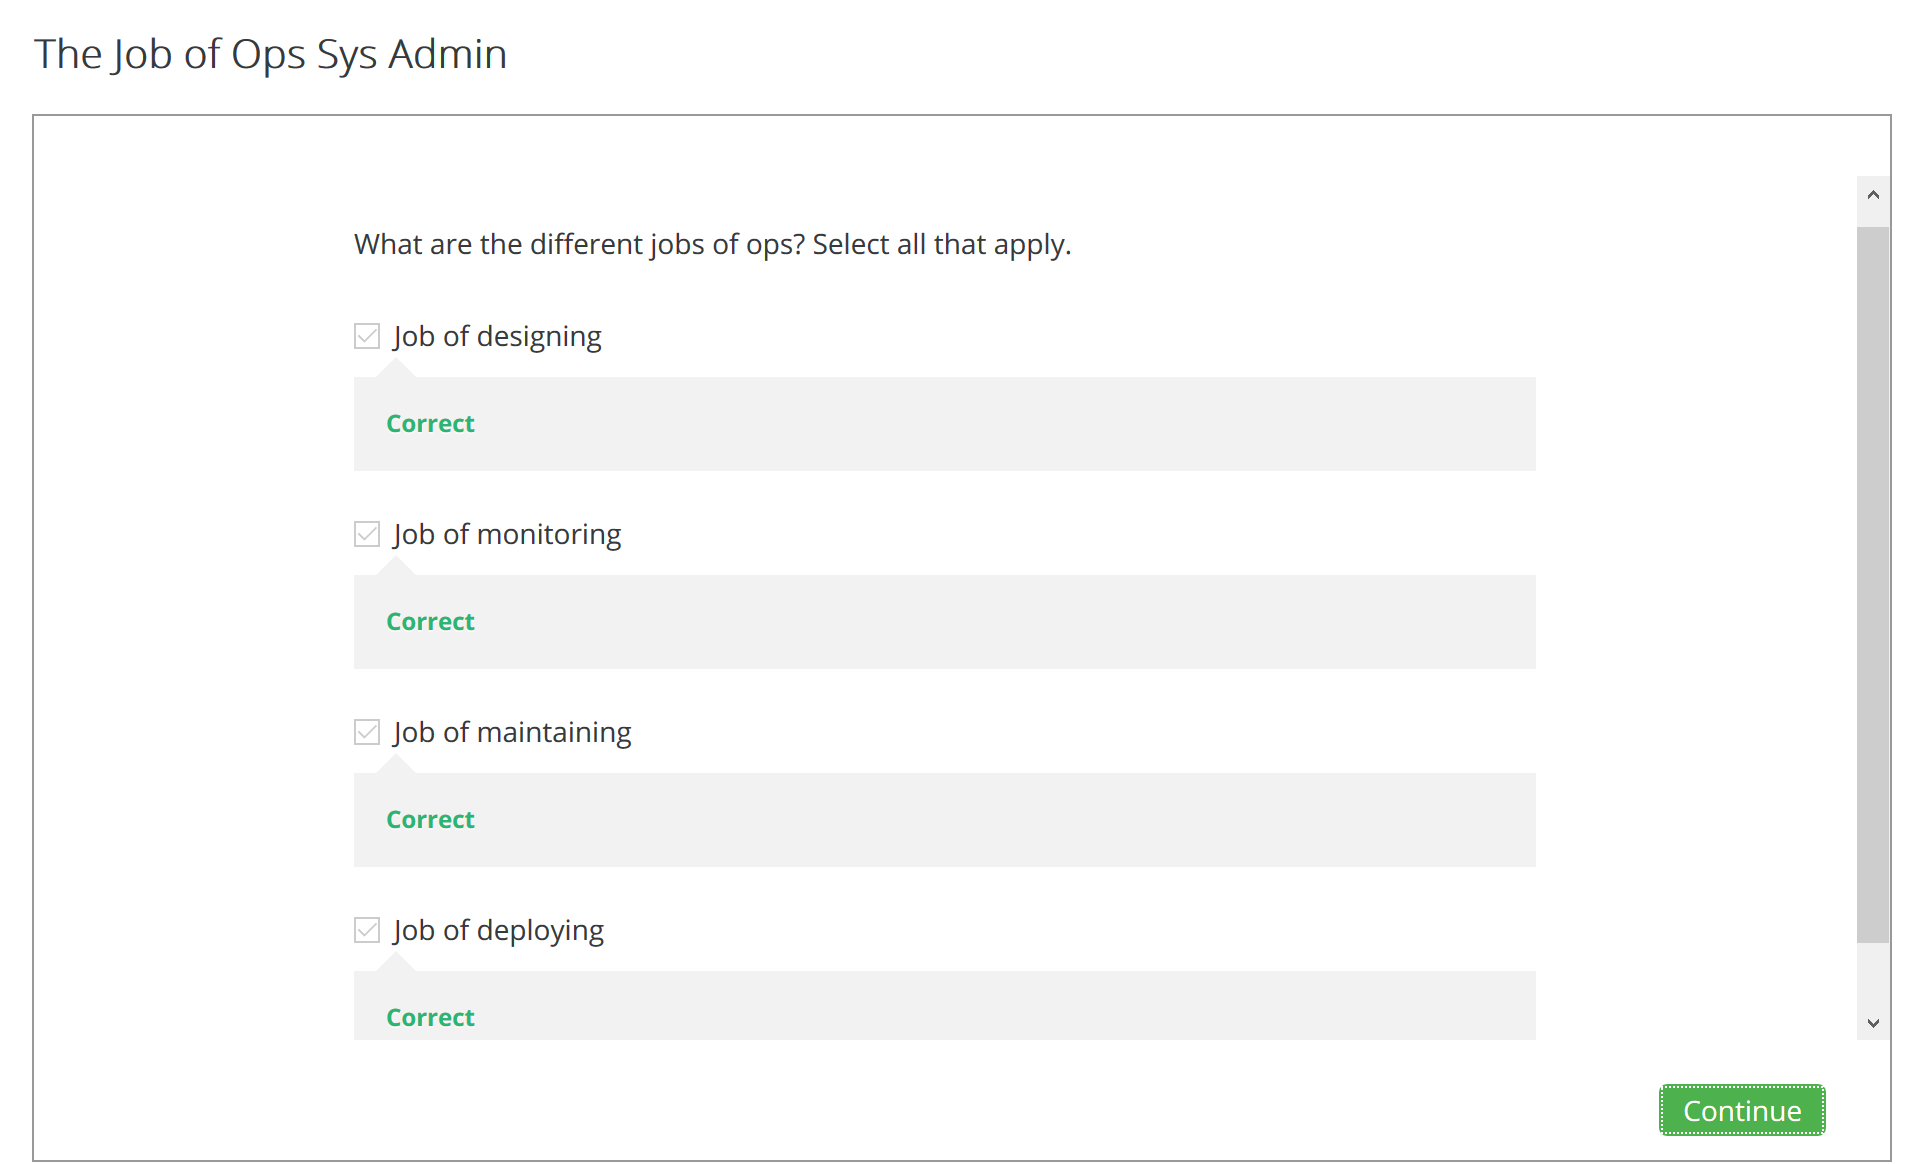 The Job of Ops Sys Admin
What are the different jobs of ops? Select all that apply.
Job of designing
Correct
Job of monitoring
Correct
Job of maintaining
Correct
Job of deploying
Correct
Continue